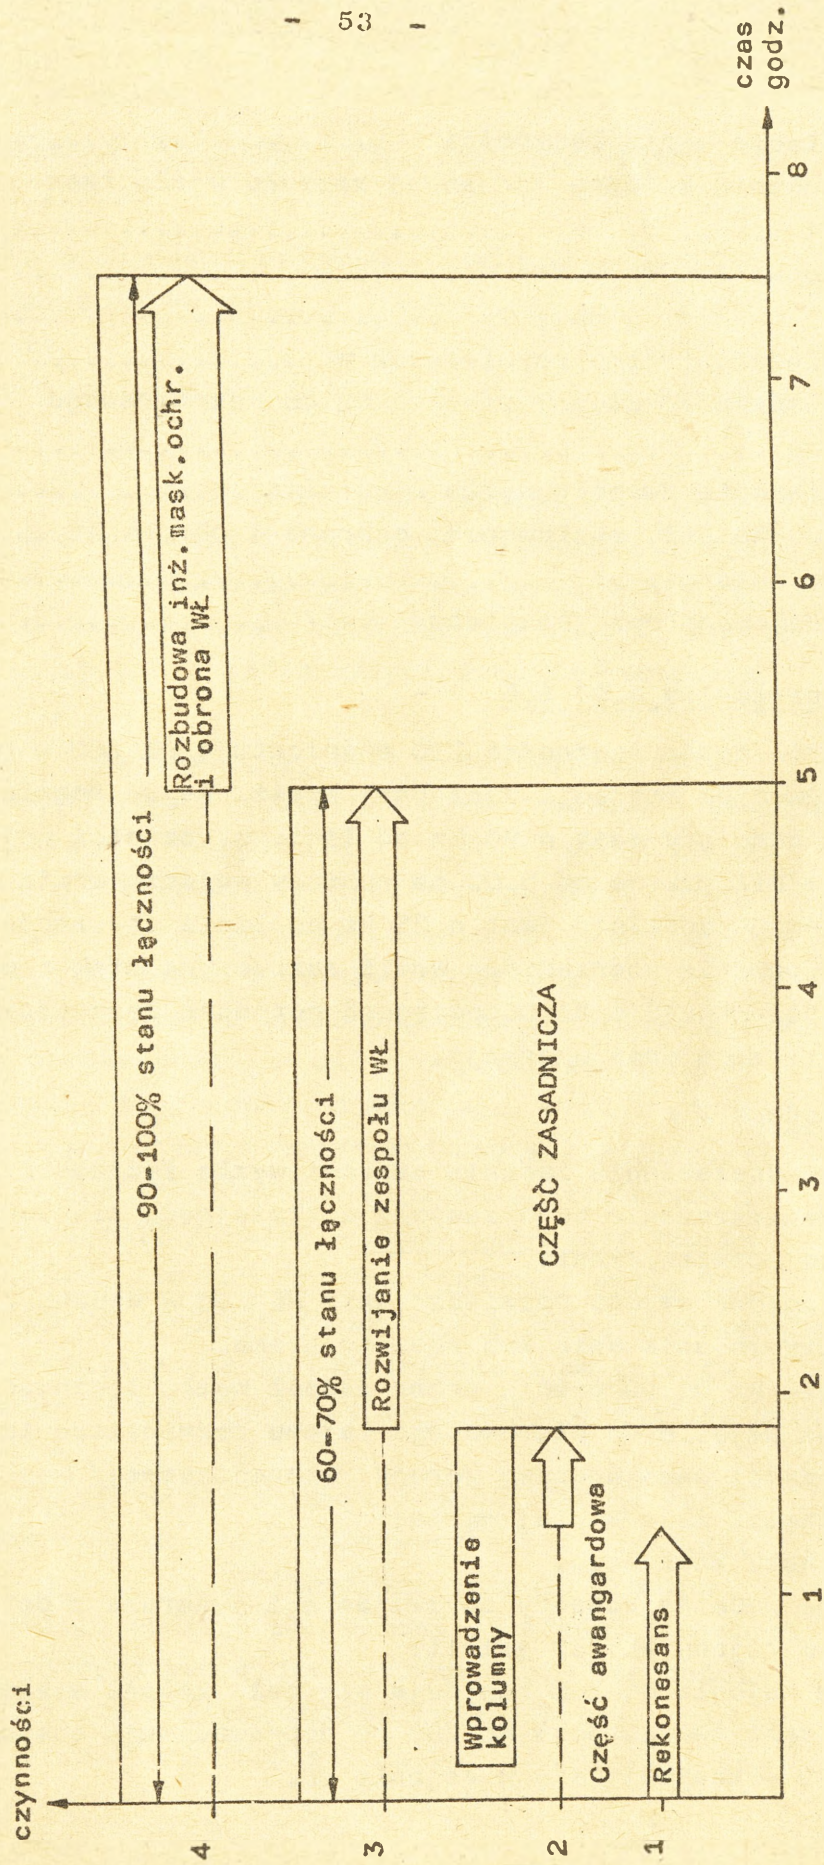 - 53 -
czynności
czas
godz.
90-100% stanu łączności
Rozbudowa inż.mask.ochr.
i obrona WŁ
4
60-70% stanu łączności
Rozwijanie zespołu WŁ
3
Wprowadzenie
kolumny
CZĘŚĆ ZASADNICZA
2
Część awangardowa
Rekonesans
1
1
2
3
4
5
6
7
8